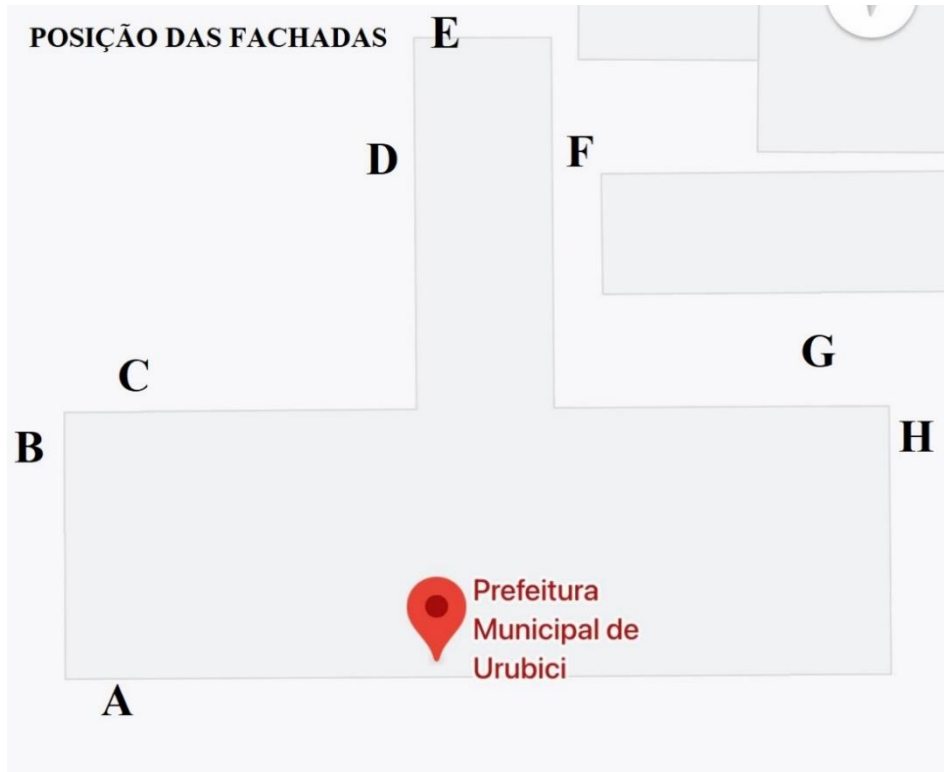 POSIÇÃO DAS FACHADAS
E
D
F
G
C
B
H
Prefeitura
Municipal de
Urubici
A